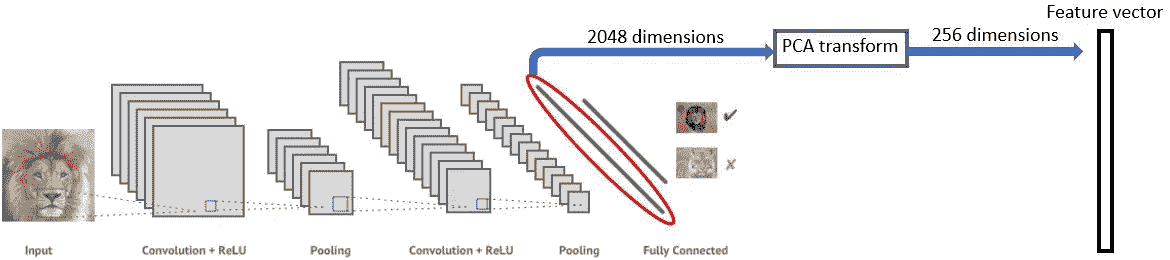 Feature vector
2048 dimensions
PCA transform
256 dimensions
Input
Convolution + ReLU
Pooling
Convolution + ReLU
Pooling
Fully Connected